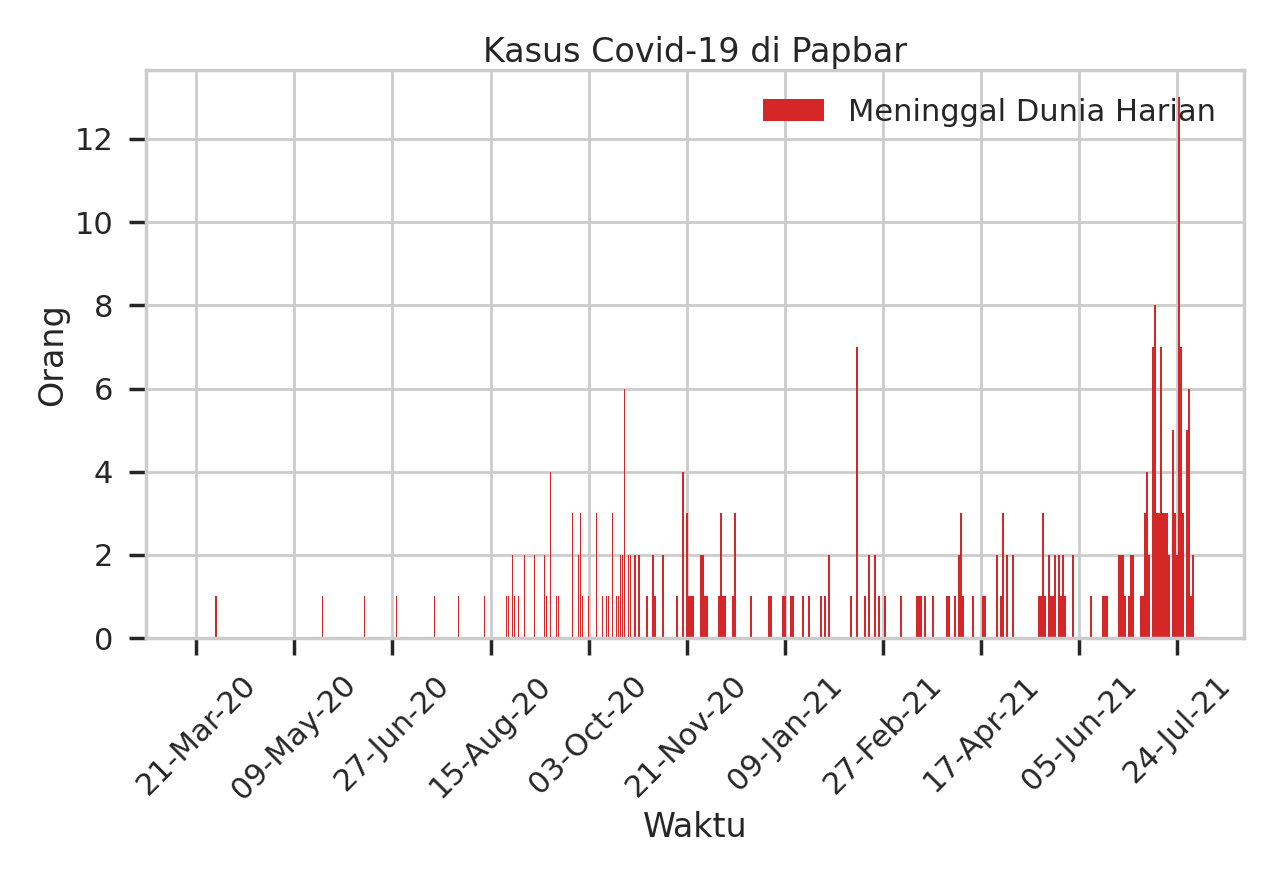 Kasus Covid-19 di Papbar
Meninggal Dunia Harian
12
10
8
6
4
2
0
Orang
21-Mar-20
09-May-20
27-Jun-20
15-Aug-20
03-Oct-20
21-Nov-20
09-Jan-21
27-Feb-21
17-Apr-21
05-Jun-21
24-Jul-21
Waktu